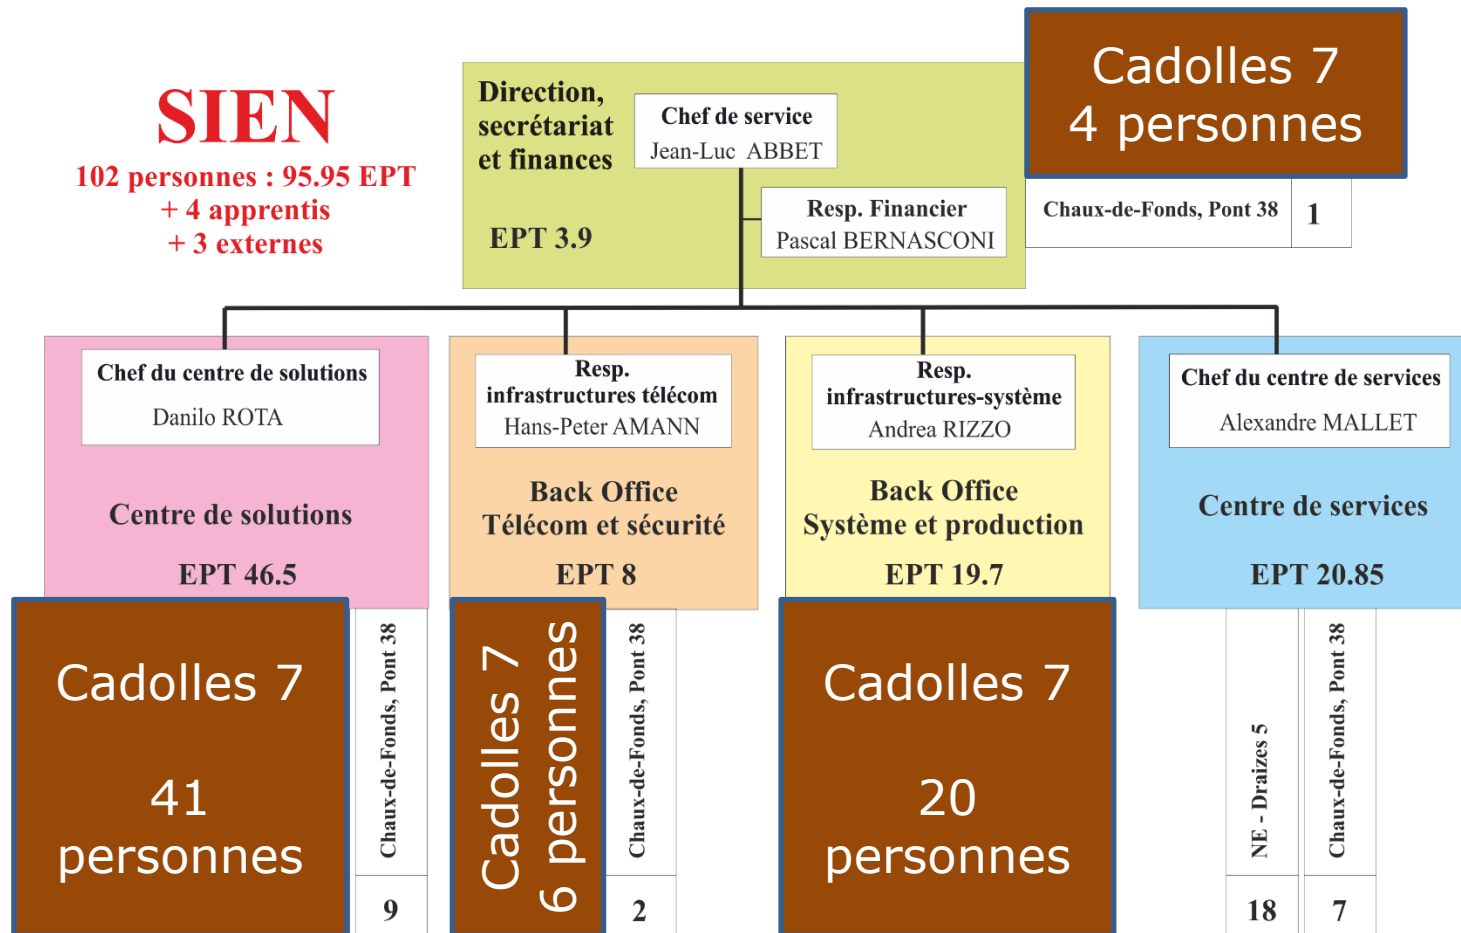 SIEN
102 personnes : 95.95 EPT
+ 4 apprentis
+ 3 externes
Direction,
secrétariat
et finances
EPT 3.9
Chef de service
Jean-Luc ABBET
Resp. Financier
Pascal BERNASCONI
Cadolles 7
4 personnes
Chaux-de-Fonds, Pont 38
1
Chef du centre de solutions
Danilo ROTA
Centre de solutions
EPT 46.5
Resp.
infrastructures télécom
Hans-Peter AMANN
Back Office
Télécom et sécurité
EPT 8
Resp.
infrastructures-système
Andrea RIZZO
Back Office
Système et production
EPT 19.7
Chef du centre de services
Alexandre MALLET
Centre de services
EPT 20.85
Cadolles 7
41
personnes
Chaux-de-Fonds, Pont 38
9
Cadolles 7
6 personnes
Chaux-de-Fonds, Pont 38
2
Cadolles 7
20
personnes
NE - Draizes 5
18
Chaux-de-Fonds, Pont 38
7